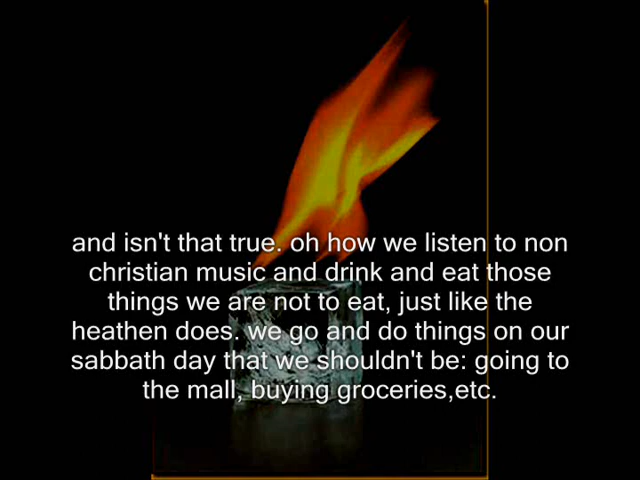 and isn't that true. oh how we listen to non
christian music and drink and eat those
things we are not to eat, just like the
heathen does. we go and do things on our
sabbath day that we shouldn't be: going to
the mall, buying groceries,etc.